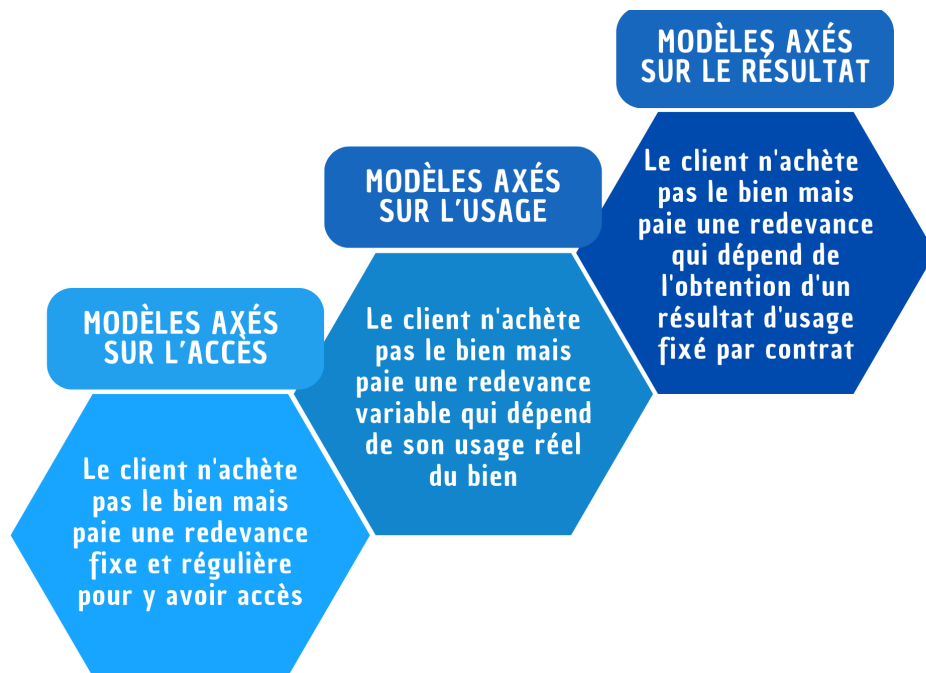 MODÈLES AXÉS
SUR LE RÉSULTAT
Le client n'achète
pas le bien mais
paie une redevance
qui dépend de
l'obtention d'un
résultat d'usage
fixé par contrat
MODÈLES AXÉS
SUR L'USAGE
Le client n'achète
pas le bien mais
paie une redevance
variable qui dépend
de son usage réel
du bien
MODÈLES AXÉS
SUR L'ACCÈS
Le client n'achète
pas le bien mais
paie une redevance
fixe et régulière
pour y avoir accès